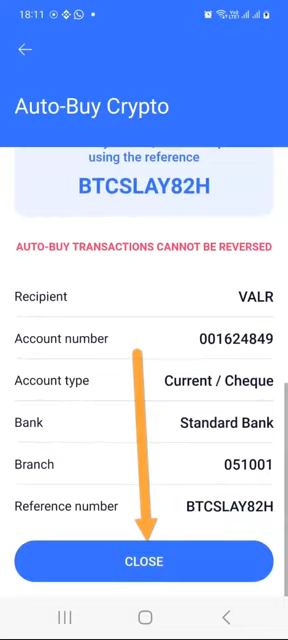 18:11
Auto-Buy Crypto
using the reference
BTCSLAY82H
AUTO-BUY TRANSACTIONS CANNOT BE REVERSED
Recipient VALR
Account number 001624849
Account type Current / Cheque
Bank Standard Bank
Branch 051001
Reference number BTCSLAY82H
CLOSE